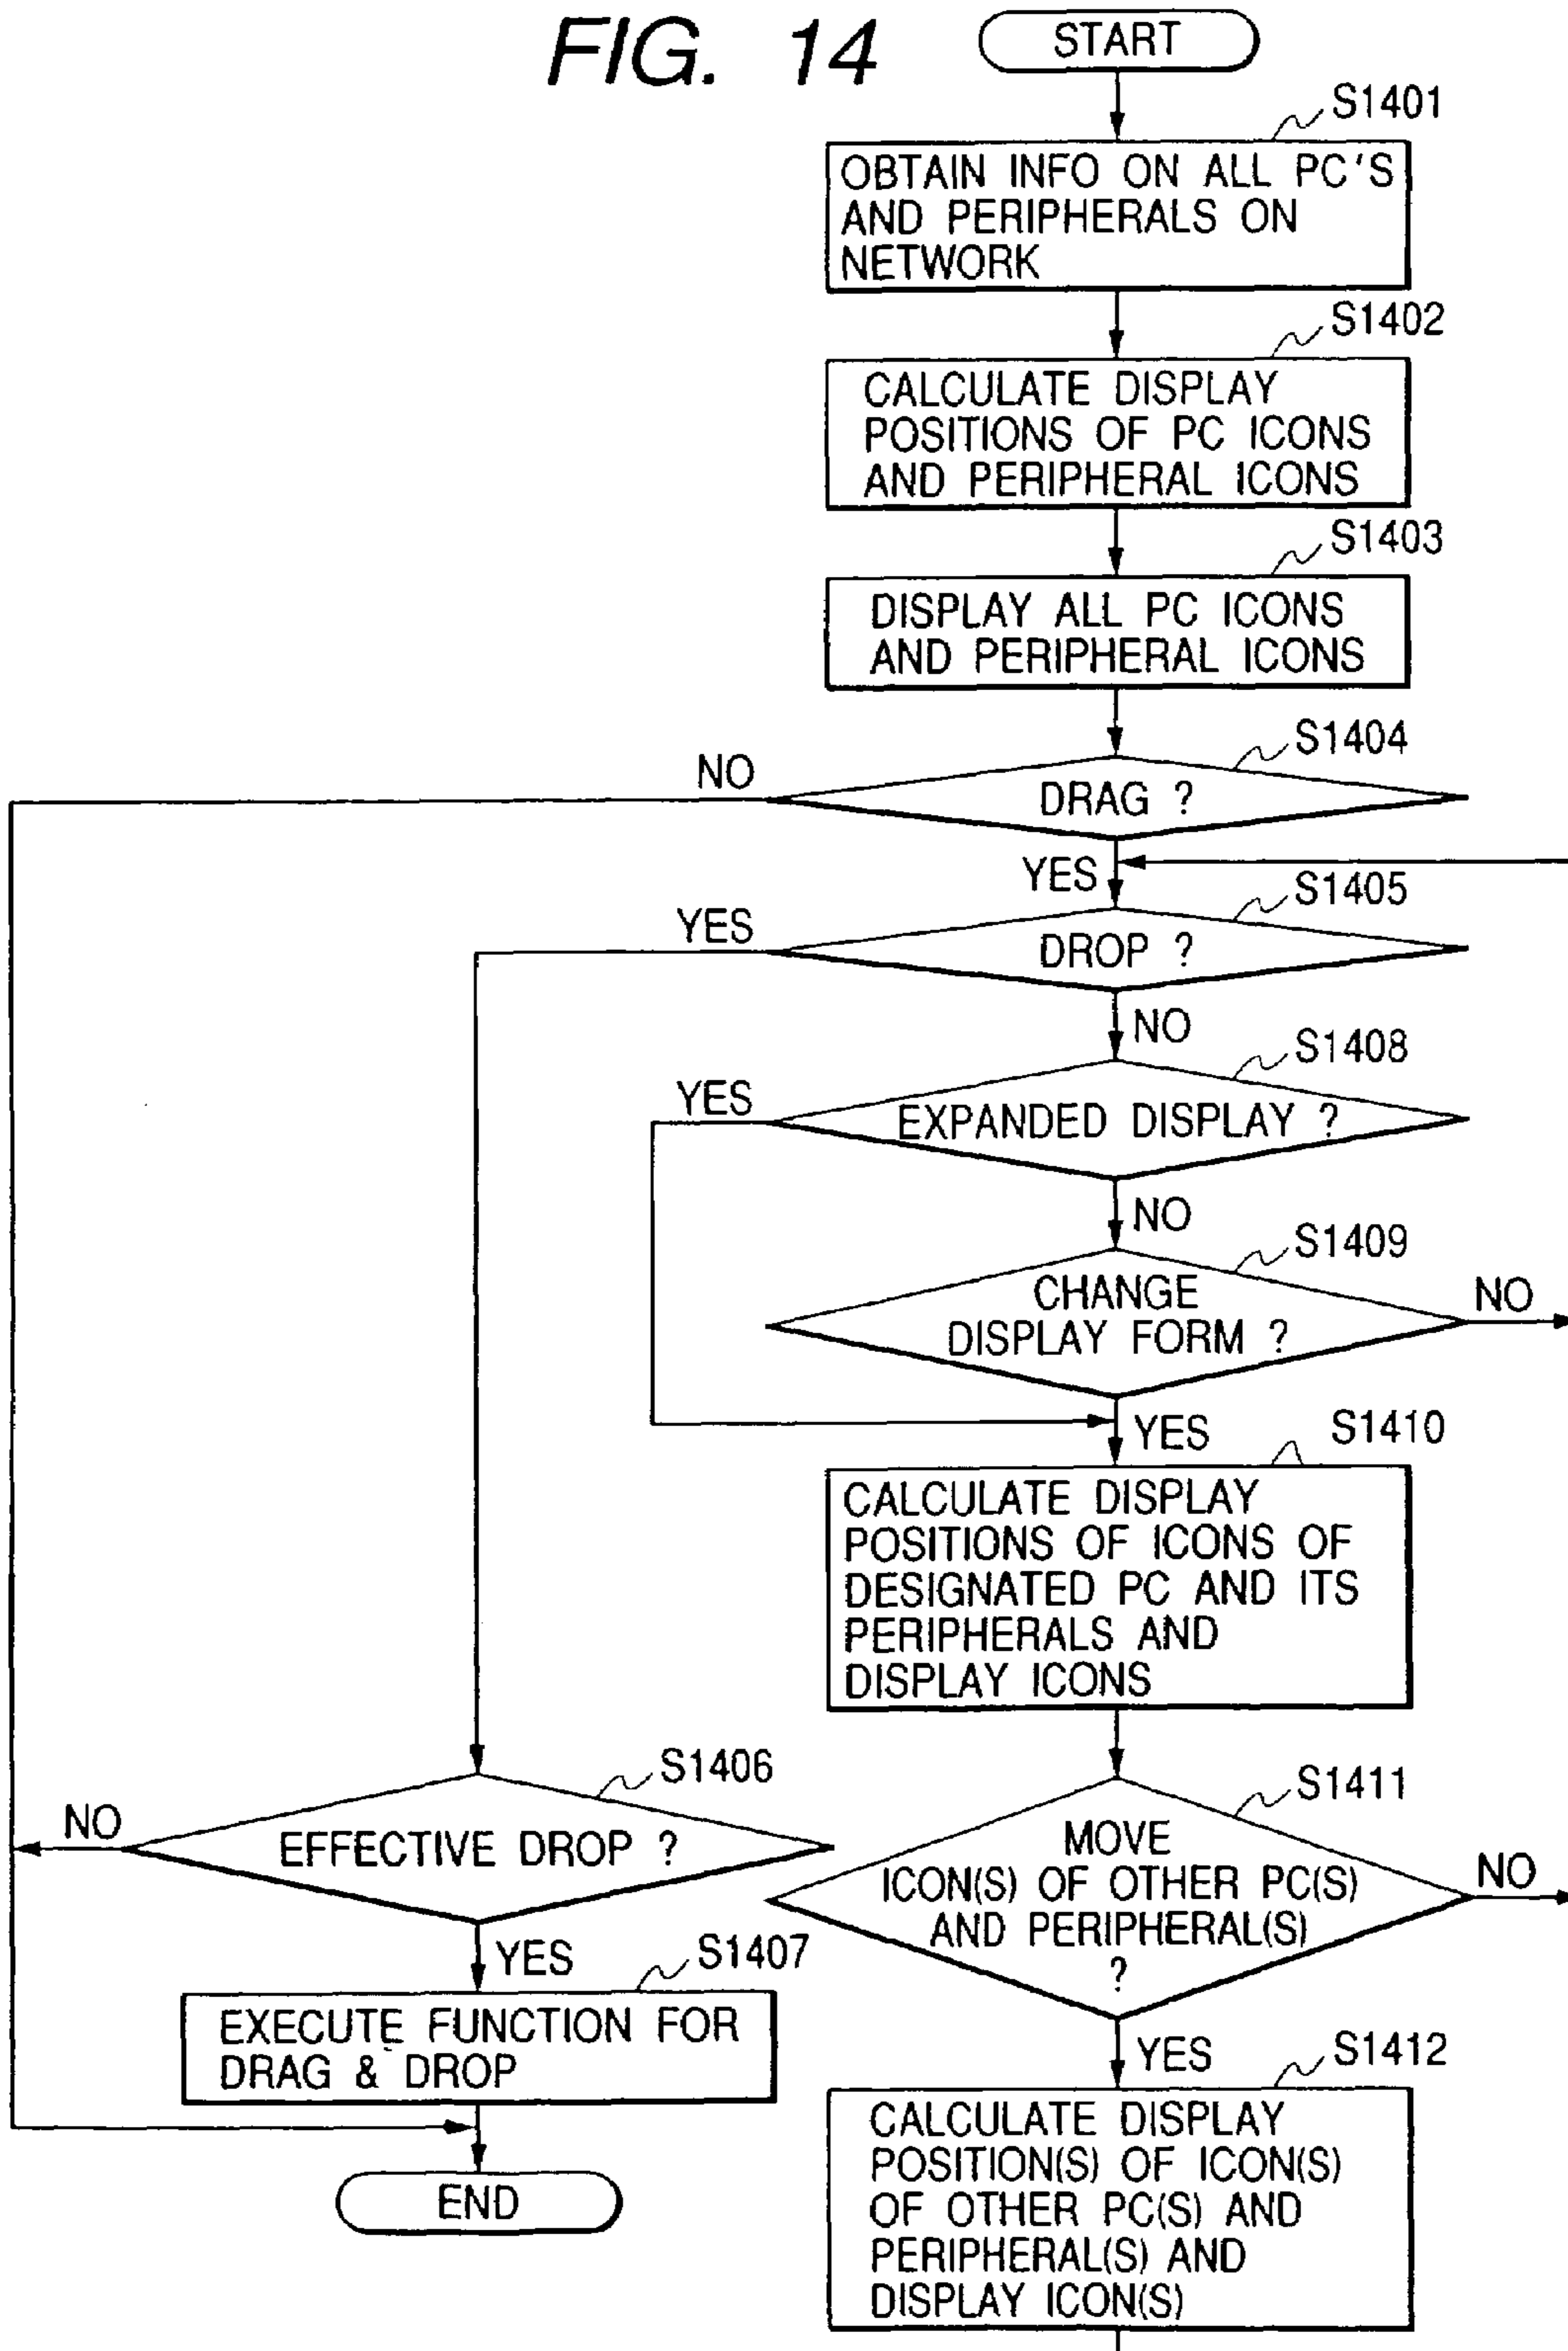 FIG. 14
START
S1401
OBTAIN INFO ON ALL PC'S
AND PERIPHERALS ON
NETWORK
S1402
CALCULATE DISPLAY
POSITIONS OF PC ICONS
AND PERIPHERAL ICONS
S1403
DISPLAY ALL PC ICONS
AND PERIPHERAL ICONS
S1404
NO
DRAG ?
YES
S1405
YES
DROP ?
NO
S1408
YES
EXPANDED DISPLAY ?
NO
S1409
CHANGE
DISPLAY FORM ?
NO
YES
S1410
CALCULATE DISPLAY
POSITIONS OF ICONS OF
DESIGNATED PC AND ITS
PERIPHERALS AND
DISPLAY ICONS
S1406
NO
EFFECTIVE DROP ?
YES
S1407
EXECUTE FUNCTION FOR
DRAG & DROP
END
S1411
MOVE
ICON(S) OF OTHER PC(S)
AND PERIPHERAL(S)
?
NO
YES
S1412
CALCULATE DISPLAY
POSITION(S) OF ICON(S)
OF OTHER PC(S) AND
PERIPHERAL(S) AND
DISPLAY ICON(S)